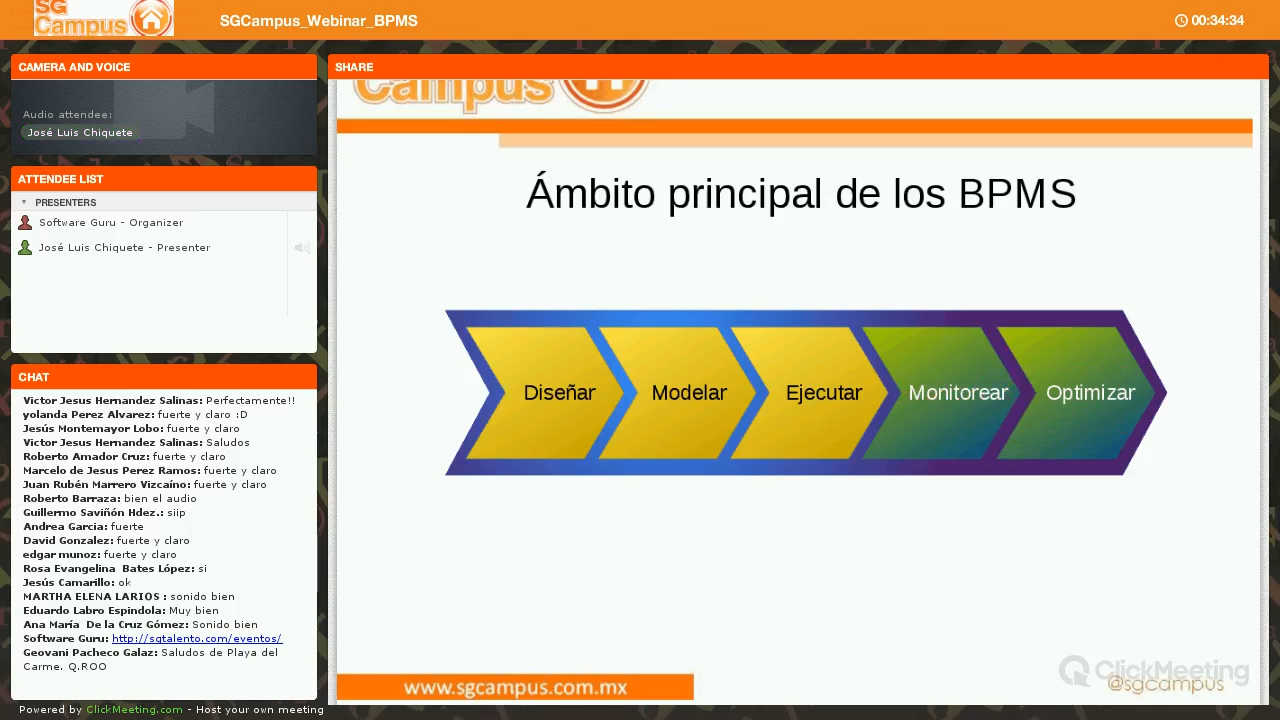 SG
Campus
SGCampus_Webinar_BPMS
00:34:34
CAMERA AND VOICE
Audio attendee:
José Luis Chiquete
ATTENDEE LIST
PRESENTERS
Software Guru - Organizer
José Luis Chiquete - Presenter
CHAT
Victor Jesus Hernandez Salinas: Perfectamente!!
yolanda Perez Alvarez: fuerte y claro :D
Jesús Montemayor Lobo: fuerte y claro
Victor Jesus Hernandez Salinas: Saludos
Roberto Amador Cruz: fuerte y claro
Marcelo de Jesus Perez Ramos: fuerte y claro
Juan Rubén Marrero Vizcaíno: fuerte y claro
Roberto Barraza: bien el audio
Guillermo Saviñón Hdez.: siip
Andrea Garcia: fuerte
David Gonzalez: fuerte y claro
edgar munoz: fuerte y claro
Rosa Evangelina Bates López: si
Jesús Camarillo: ok
MARTHA ELENA LARIOS : sonido bien
Eduardo Labro Espindola: Muy bien
Ana María De la Cruz Gómez: Sonido bien
Software Guru: http://sgtalento.com/eventos/
Geovani Pacheco Galaz: Saludos de Playa del
Carme. Q.ROO
Powered by ClickMeeting.com - Host your own meeting
SHARE
Campus
Ámbito principal de los BPMS
Diseñar
Modelar
Ejecutar
Monitorear
Optimizar
www.sgcampus.com.mx
ClickMeeting
@sgcampus